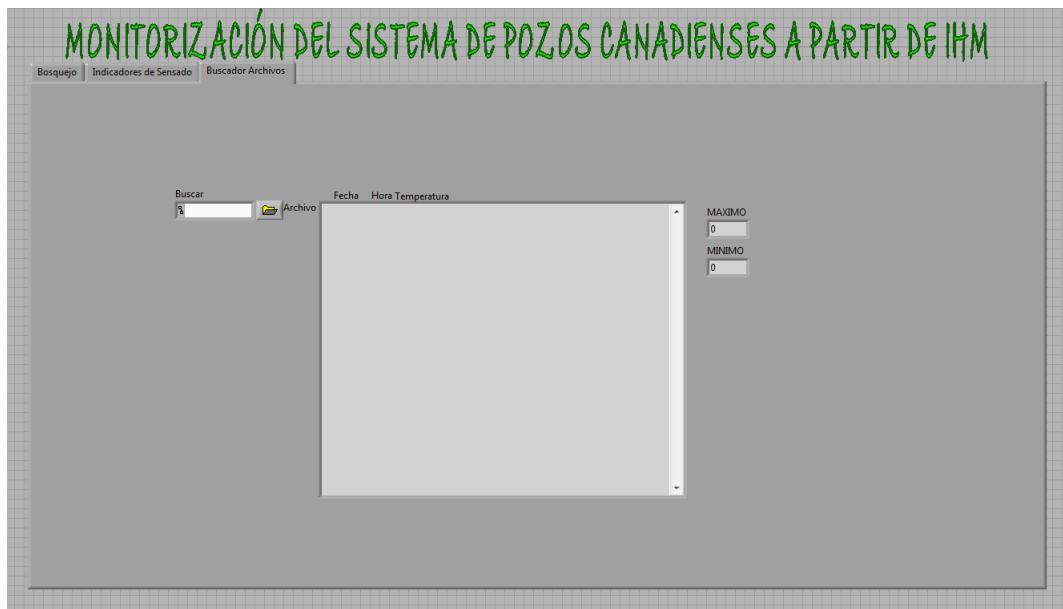 MONITORIZACIÓN DEL SISTEMA DE POZOS CANADIENSES A PARTIR DE IHM
Bosquejo Indicadores de Sensado Buscador Archivos
Buscar
Archivo
Fecha Hora Temperatura
MAXIMO
0
MINIMO
0